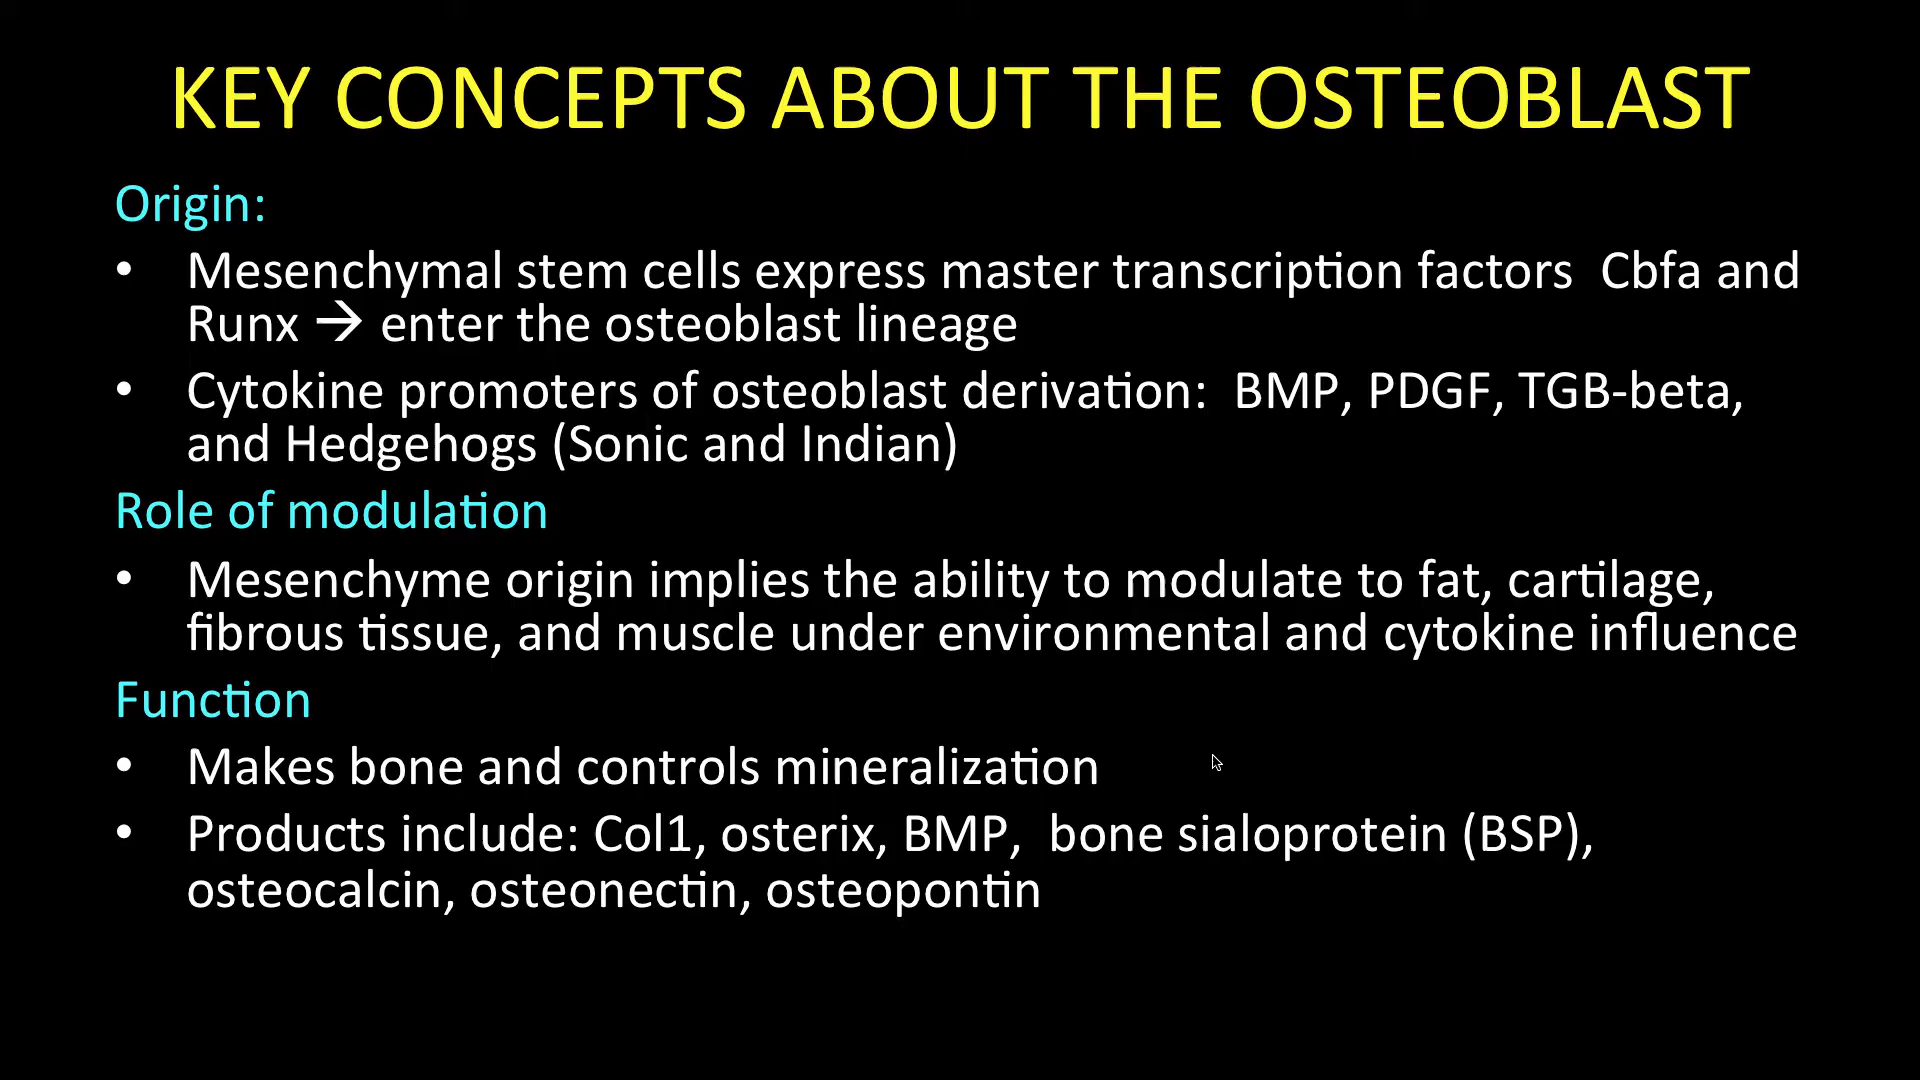 KEY CONCEPTS ABOUT THE OSTEOBLAST
Origin:
• Mesenchymal stem cells express master transcription factors  Cbfa and
Runx → enter the osteoblast lineage
• Cytokine promoters of osteoblast derivation:  BMP, PDGF, TGB-beta,
and Hedgehogs (Sonic and Indian)
Role of modulation
• Mesenchyme origin implies the ability to modulate to fat, cartilage,
fibrous tissue, and muscle under environmental and cytokine influence
Function
• Makes bone and controls mineralization
• Products include: Col1, osterix, BMP,  bone sialoprotein (BSP),
osteocalcin, osteonectin, osteopontin